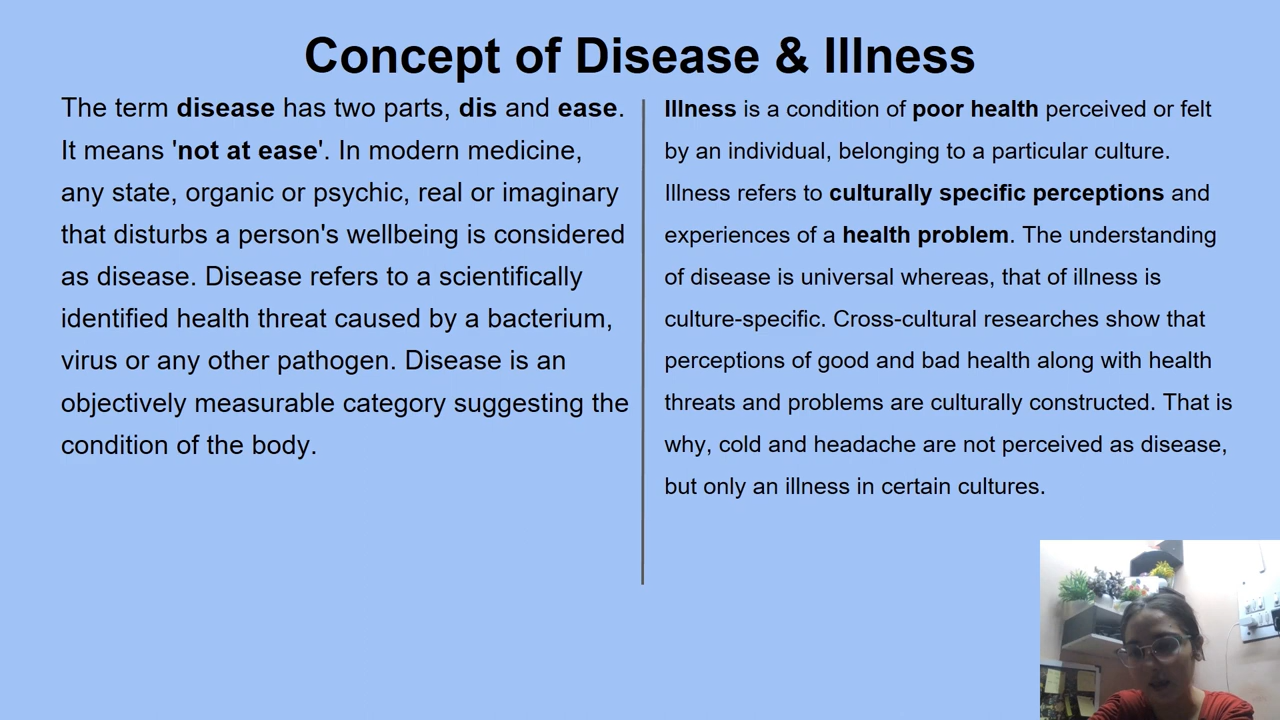 Concept of Disease & Illness
The term disease has two parts, dis and ease.
It means 'not at ease'. In modern medicine,
any state, organic or psychic, real or imaginary
that disturbs a person's wellbeing is considered
as disease. Disease refers to a scientifically
identified health threat caused by a bacterium,
virus or any other pathogen. Disease is an
objectively measurable category suggesting the
condition of the body.
Illness is a condition of poor health perceived or felt
by an individual, belonging to a particular culture.
Illness refers to culturally specific perceptions and
experiences of a health problem. The understanding
of disease is universal whereas, that of illness is
culture-specific. Cross-cultural researches show that
perceptions of good and bad health along with health
threats and problems are culturally constructed. That is
why, cold and headache are not perceived as disease,
but only an illness in certain cultures.